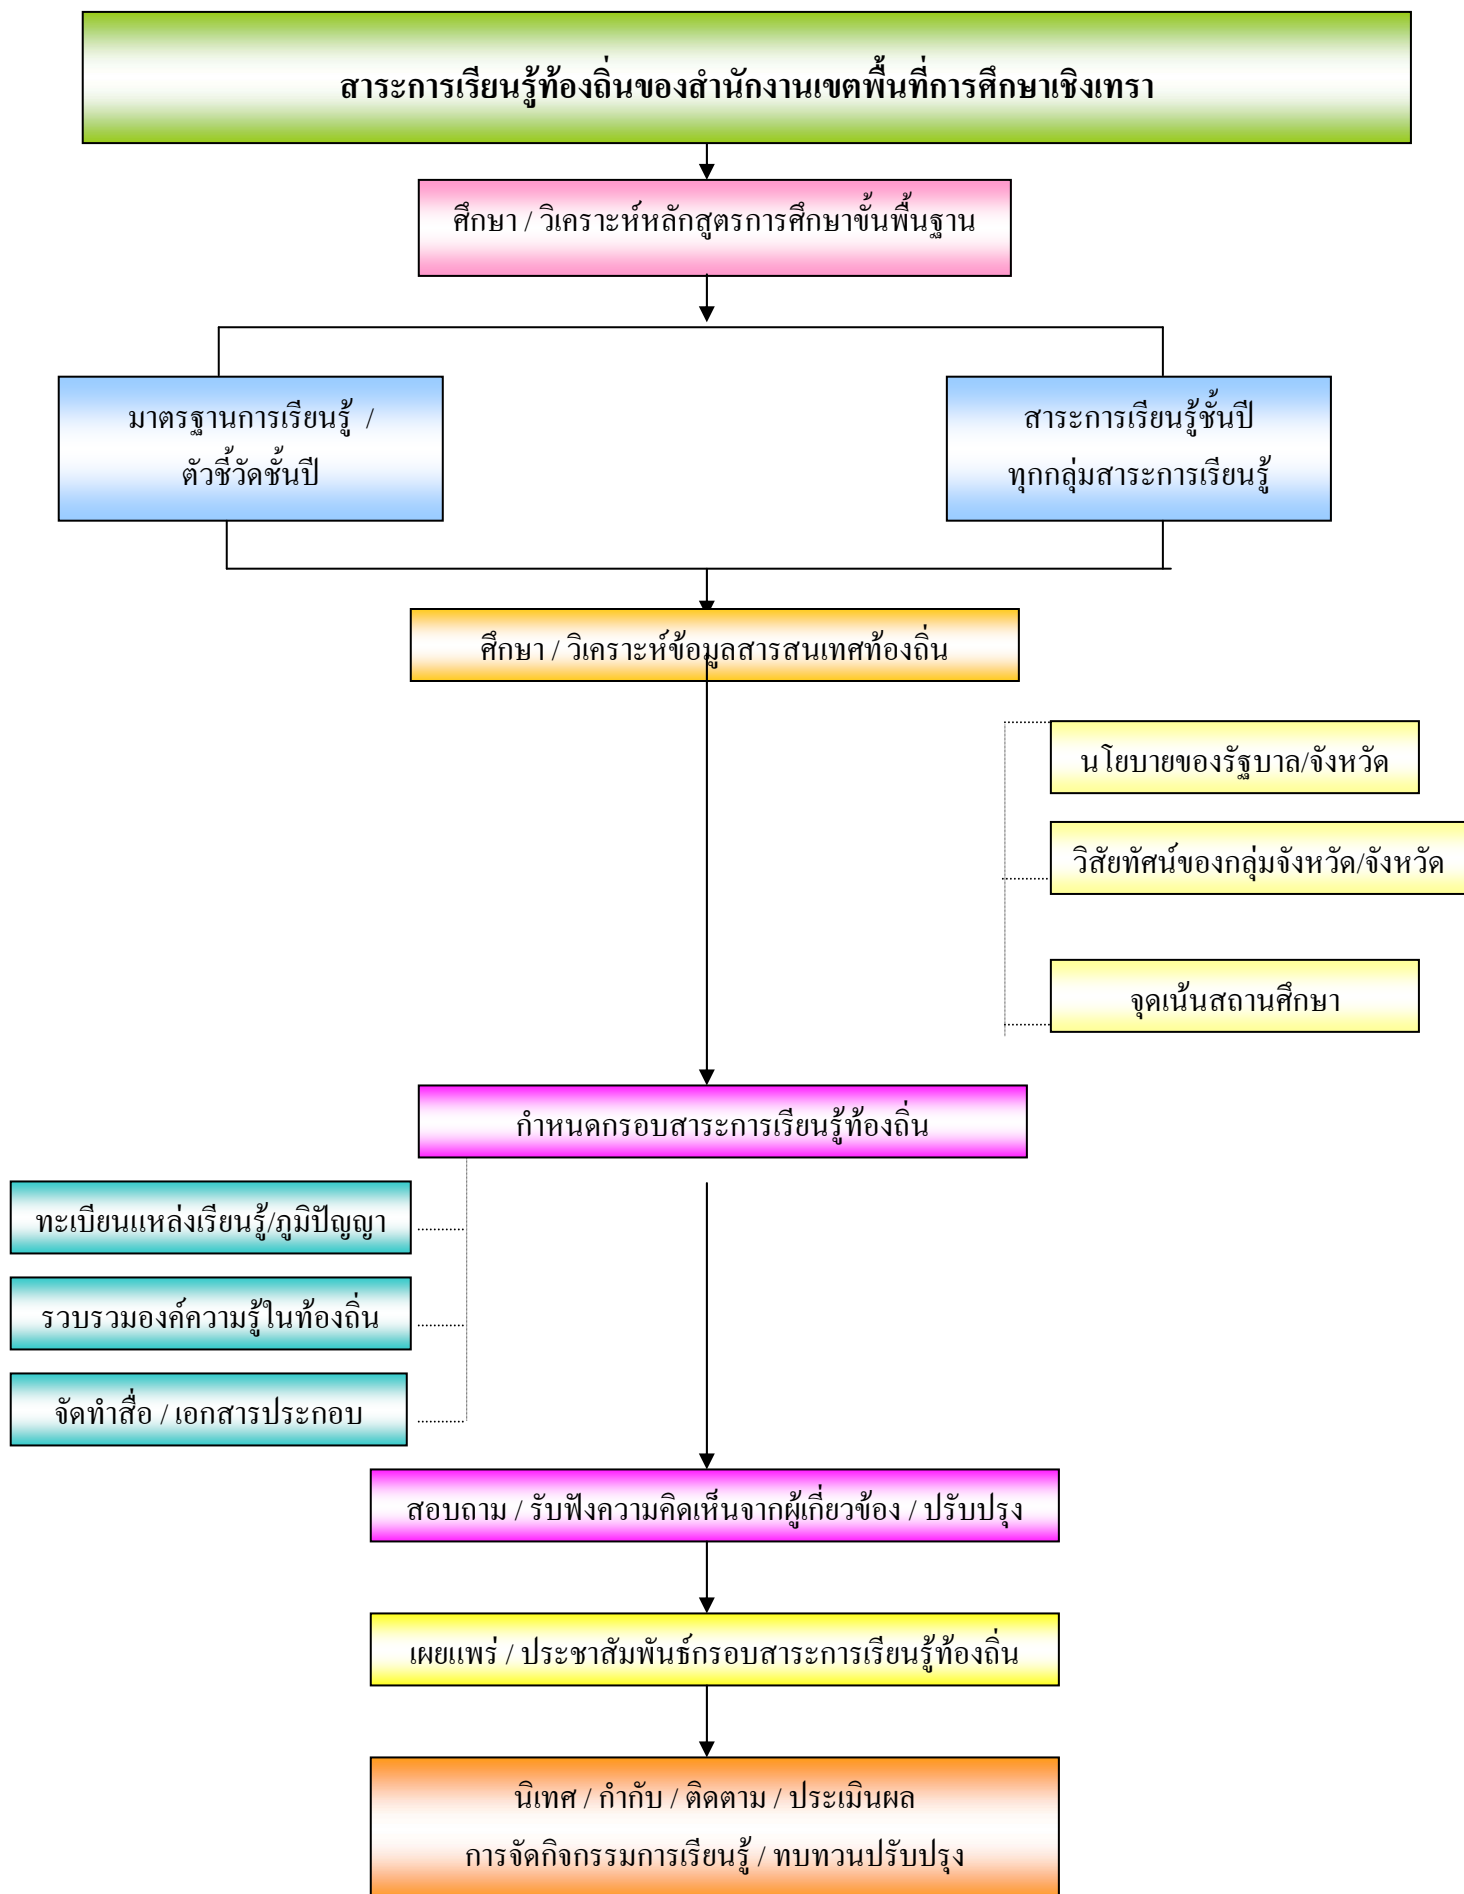 สาระการเรียนรู้ท้องถิ่นของสำนักงานเขตพื้นที่การศึกษาเชิงเทรา
ศึกษา / วิเคราะห์หลักสูตรการศึกษาขั้นพื้นฐาน
มาตรฐานการเรียนรู้ /
ตัวชี้วัดชั้นปี
สาระการเรียนรู้ชั้นปี
ทุกกลุ่มสาระการเรียนรู้
ศึกษา / วิเคราะห์ข้อมูลสารสนเทศท้องถิ่น
นโยบายของรัฐบาล/จังหวัด
วิสัยทัศน์ของกลุ่มจังหวัด/จังหวัด
จุดเน้นสถานศึกษา
กำหนดกรอบสาระการเรียนรู้ท้องถิ่น
ทะเบียนแหล่งเรียนรู้/ภูมิปัญญา
รวบรวมองค์ความรู้ในท้องถิ่น
จัดทำสื่อ / เอกสารประกอบ
สอบถาม / รับฟังความคิดเห็นจากผู้เกี่ยวข้อง / ปรับปรุง
เผยแพร่ / ประชาสัมพันธ์กรอบสาระการเรียนรู้ท้องถิ่น
นิเทศ / กำกับ / ติดตาม / ประเมินผล
การจัดกิจกรรมการเรียนรู้ / ทบทวนปรับปรุง